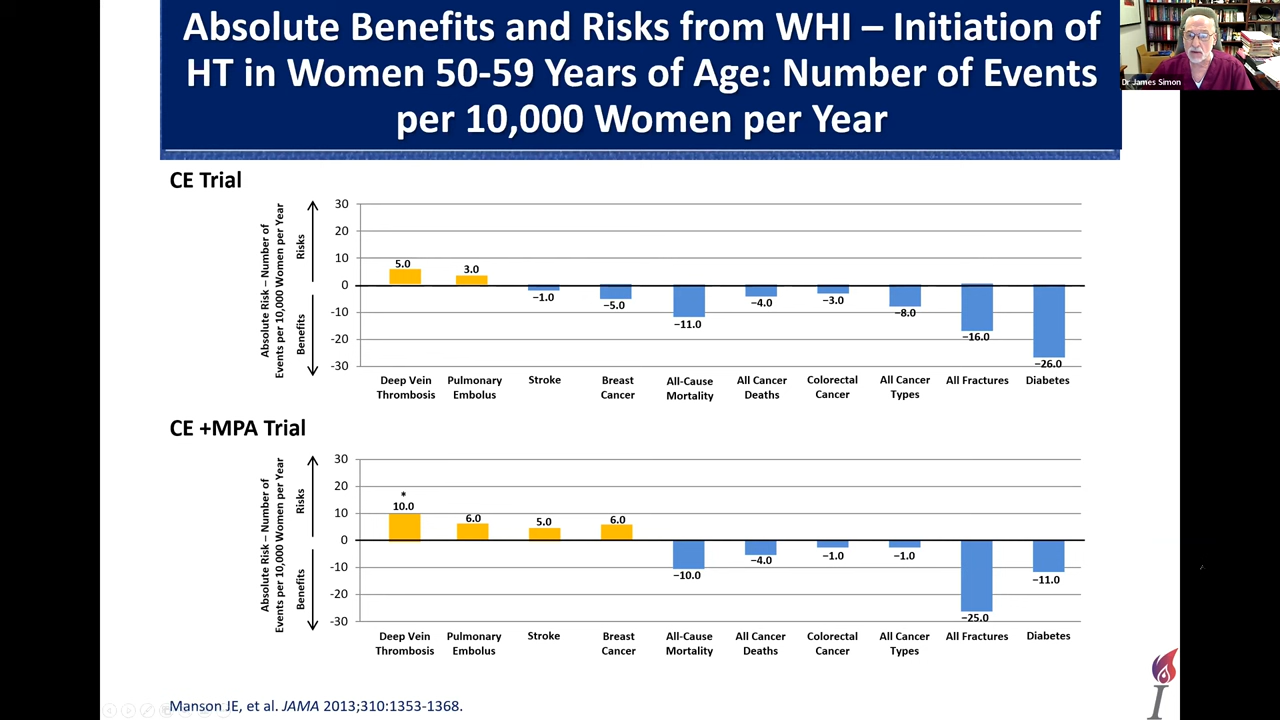 Absolute Benefits and Risks from WHI – Initiation of
HT in Women 50-59 Years of Age: Number of Events
per 10,000 Women per Year
Dr James Simon
CE Trial
Absolute Risk – Number of
Events per 10,000 Women per Year
Risks
Benefits
30
20
10
0
-10
-20
-30
5.0
3.0
−1.0
−5.0
−11.0
−4.0
−3.0
−8.0
−16.0
−26.0
Deep Vein
Thrombosis
Pulmonary
Embolus
Stroke
Breast
Cancer
All-Cause
Mortality
All Cancer
Deaths
Colorectal
Cancer
All Cancer
Types
All Fractures
Diabetes
CE +MPA Trial
Absolute Risk – Number of
Events per 10,000 Women per Year
Risks
Benefits
30
20
10
0
-10
-20
-30
*
10.0
6.0
5.0
6.0
−10.0
−4.0
−1.0
−1.0
−25.0
−11.0
Deep Vein
Thrombosis
Pulmonary
Embolus
Stroke
Breast
Cancer
All-Cause
Mortality
All Cancer
Deaths
Colorectal
Cancer
All Cancer
Types
All Fractures
Diabetes
Manson JE, et al. JAMA 2013;310:1353-1368.
I